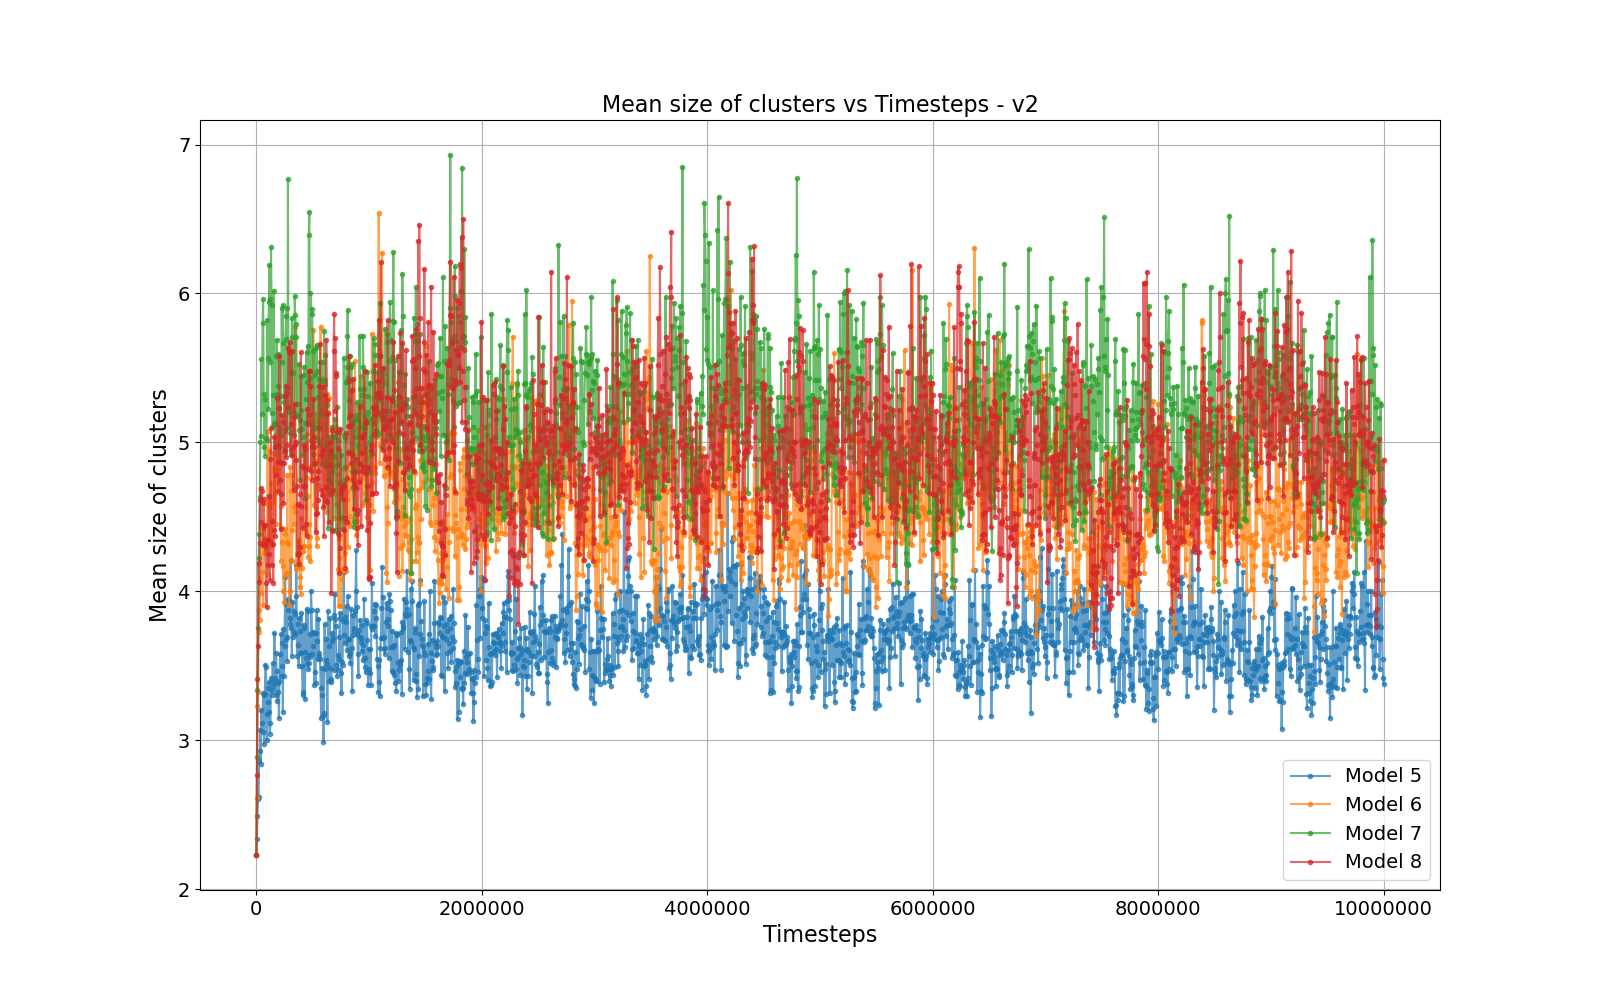 Mean size of clusters vs Timesteps - v2
Mean size of clusters
7
6
5
4
3
2
0
2000000
4000000
6000000
8000000
10000000
Timesteps
Model 5
Model 6
Model 7
Model 8